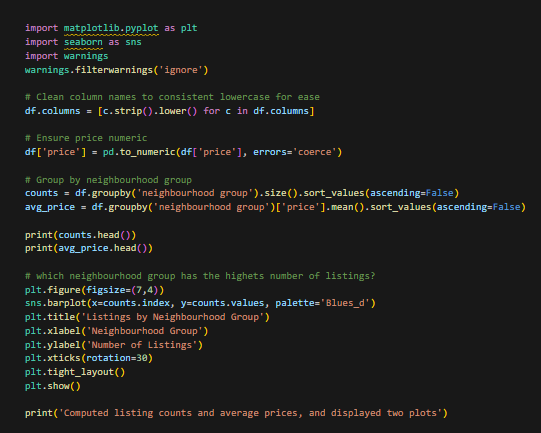 import matplotlib.pyplot as plt
import seaborn as sns
import warnings
warnings.filterwarnings('ignore')
# Clean column names to consistent lowercase for ease
df.columns = [c.strip().lower() for c in df.columns]
# Ensure price numeric
df['price'] = pd.to_numeric(df['price'], errors='coerce')
# Group by neighbourhood group
counts = df.groupby('neighbourhood group').size().sort_values(ascending=False)
avg_price = df.groupby('neighbourhood group')['price'].mean().sort_values(ascending=False)
print(counts.head())
print(avg_price.head())
# which neighbourhood group has the highets number of listings?
plt.figure(figsize=(7,4))
sns.barplot(x=counts.index, y=counts.values, palette='Blues_d')
plt.title('Listings by Neighbourhood Group')
plt.xlabel('Neighbourhood Group')
plt.ylabel('Number of Listings')
plt.xticks(rotation=30)
plt.tight_layout()
plt.show()
print('Computed listing counts and average prices, and displayed two plots')